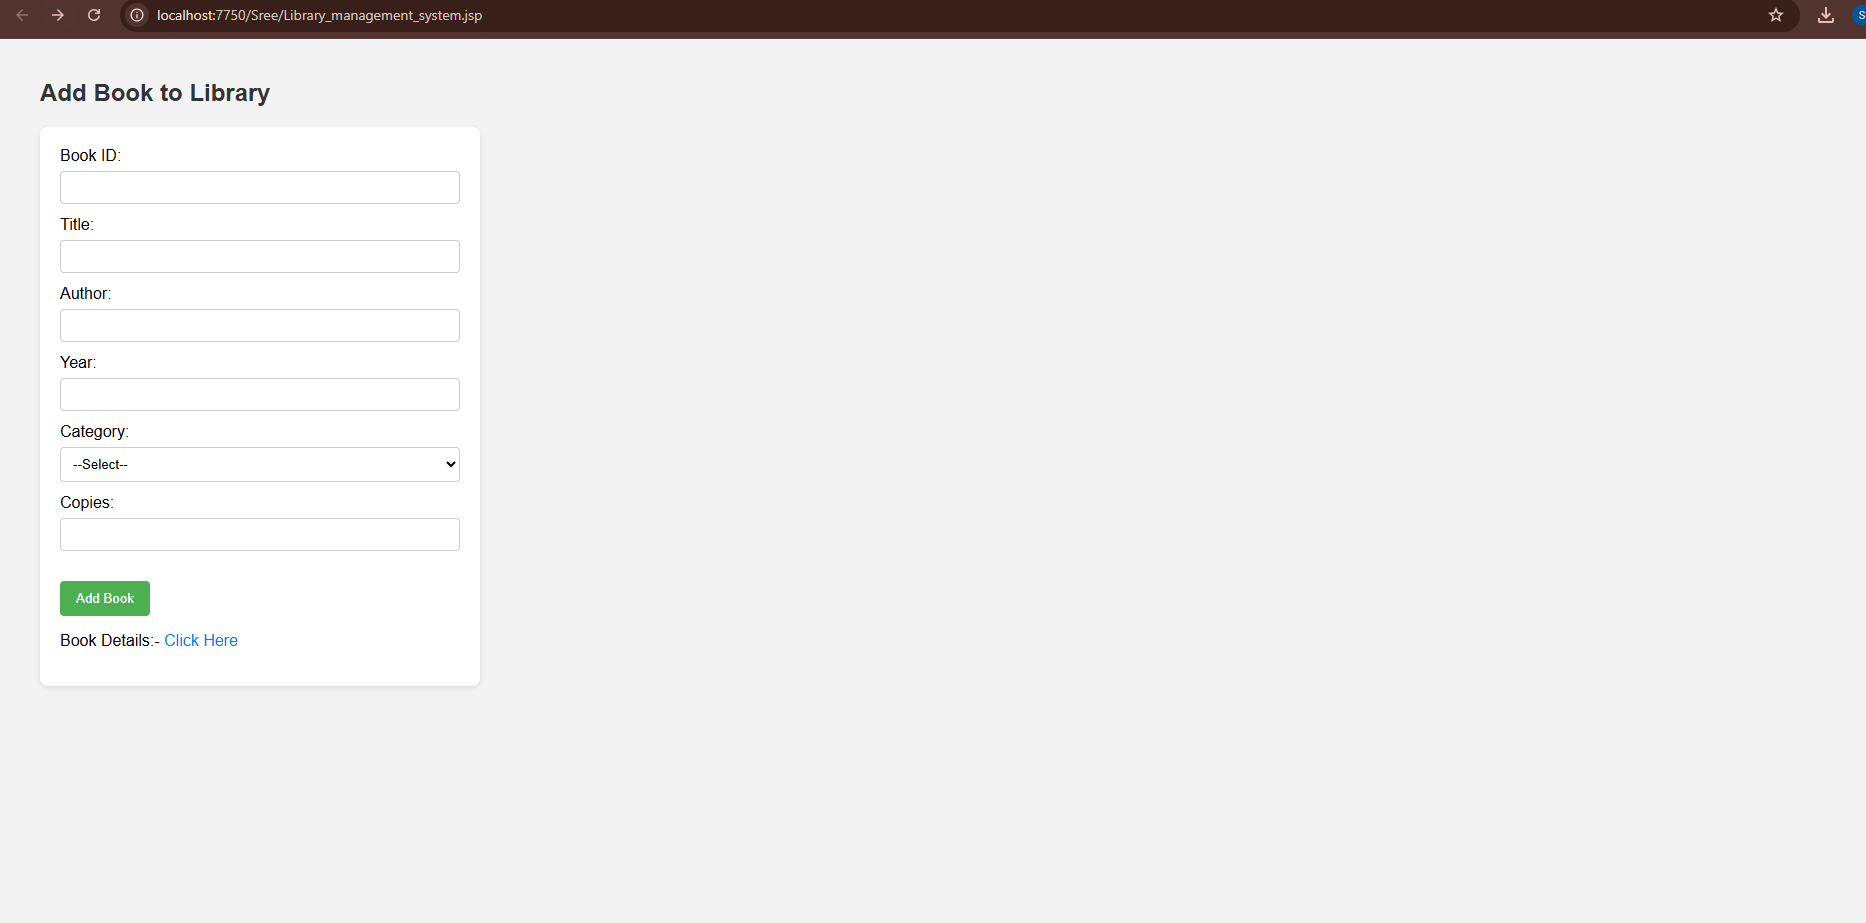 localhost:7750/Sree/Library_management_system.jsp
S
Add Book to Library
Book ID:
Title:
Author:
Year:
Category:
--Select--
Copies:
Add Book
Book Details:- Click Here